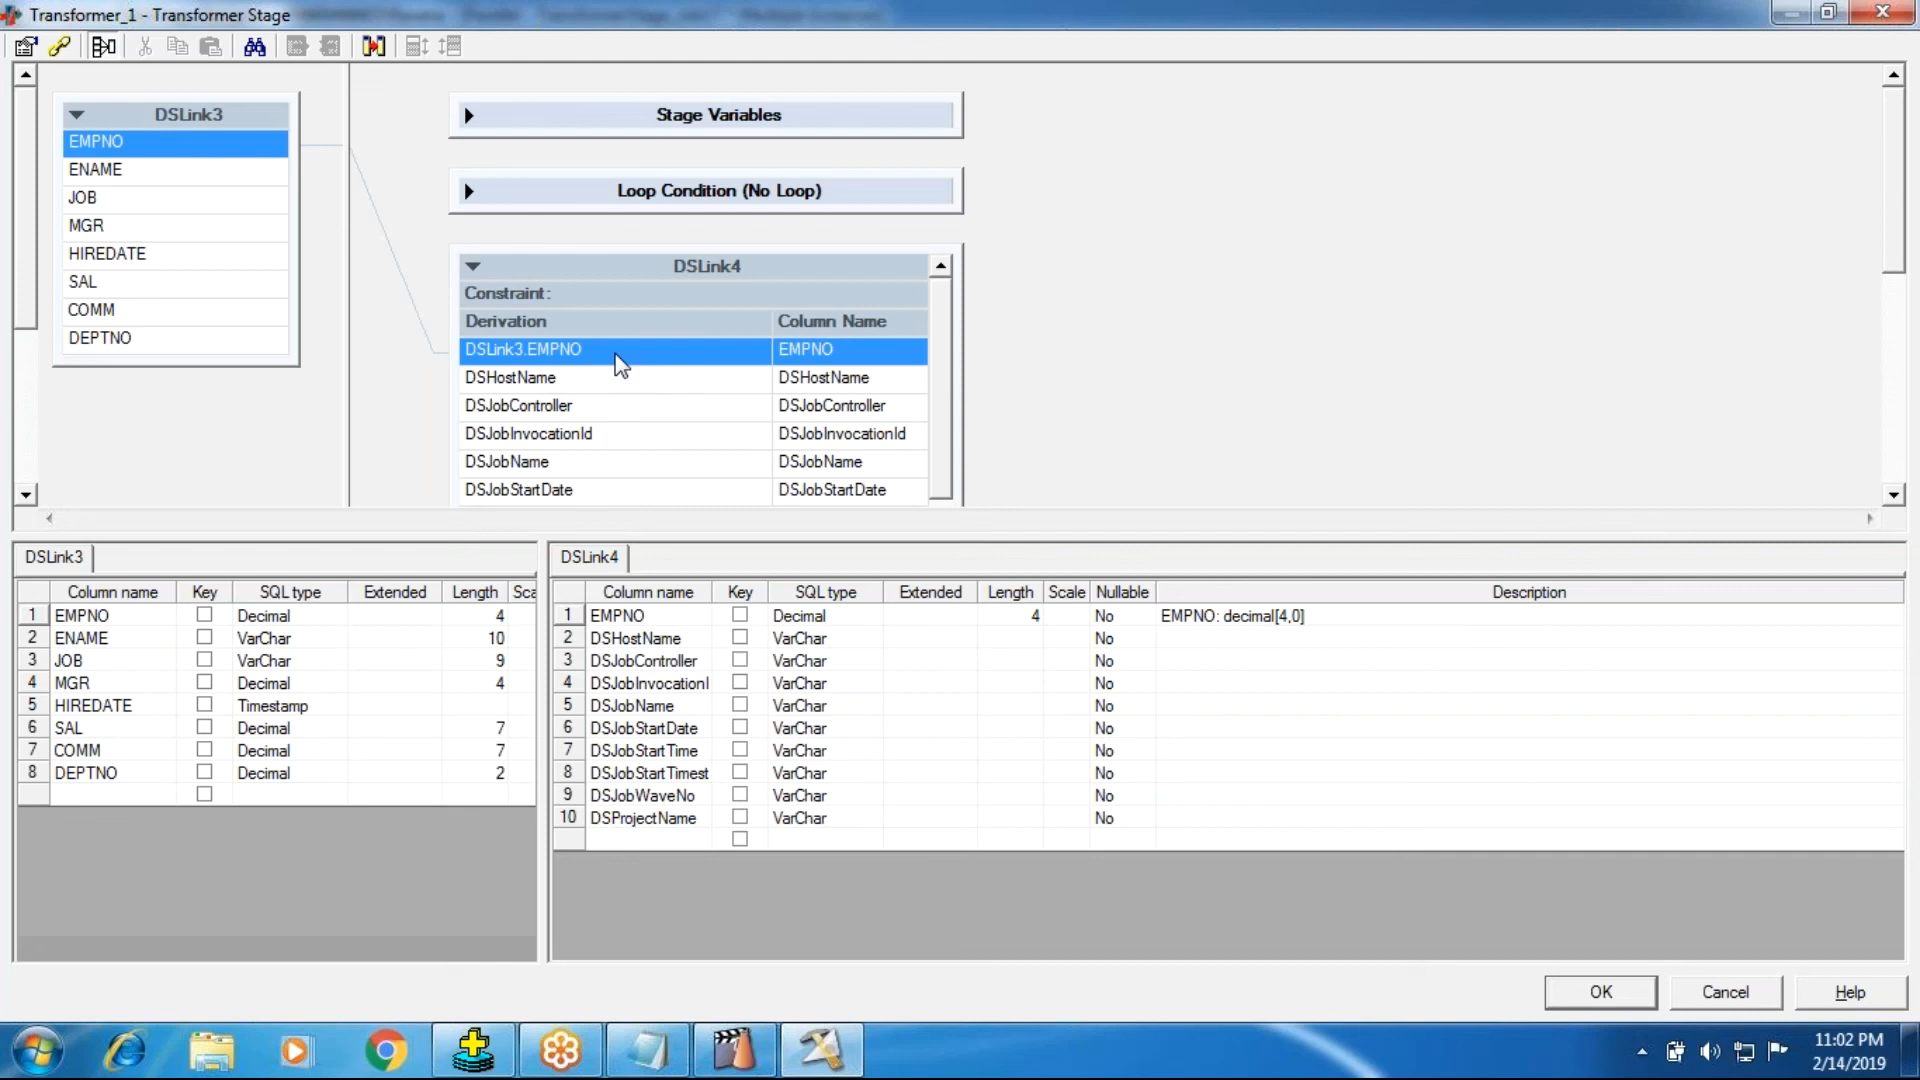 Transformer_1 - Transformer Stage
DSLink3
EMPNO
ENAME
JOB
MGR
HIREDATE
SAL
COMM
DEPTNO
Stage Variables
Loop Condition (No Loop)
DSLink4
Constraint:
Derivation Column Name
DSLink3.EMPNO EMPNO
DSHostName DSHostName
DSJobController DSJobController
DSJobInvocationId DSJobInvocationId
DSJobName DSJobName
DSJobStartDate DSJobStartDate
DSLink3
Column name Key SQL type Extended Length Sca
1 EMPNO Decimal 4
2 ENAME VarChar 10
3 JOB VarChar 9
4 MGR Decimal 4
5 HIREDATE Timestamp
6 SAL Decimal 7
7 COMM Decimal 7
8 DEPTNO Decimal 2
DSLink4
Column name Key SQL type Extended Length Scale Nullable Description
1 EMPNO Decimal 4 No EMPNO: decimal[4,0]
2 DSHostName VarChar No
3 DSJobController VarChar No
4 DSJobInvocationI VarChar No
5 DSJobName VarChar No
6 DSJobStartDate VarChar No
7 DSJobStartTime VarChar No
8 DSJobStartTimest VarChar No
9 DSJobWaveNo VarChar No
10 DSProjectName VarChar No
OK Cancel Help
11:02 PM
2/14/2019